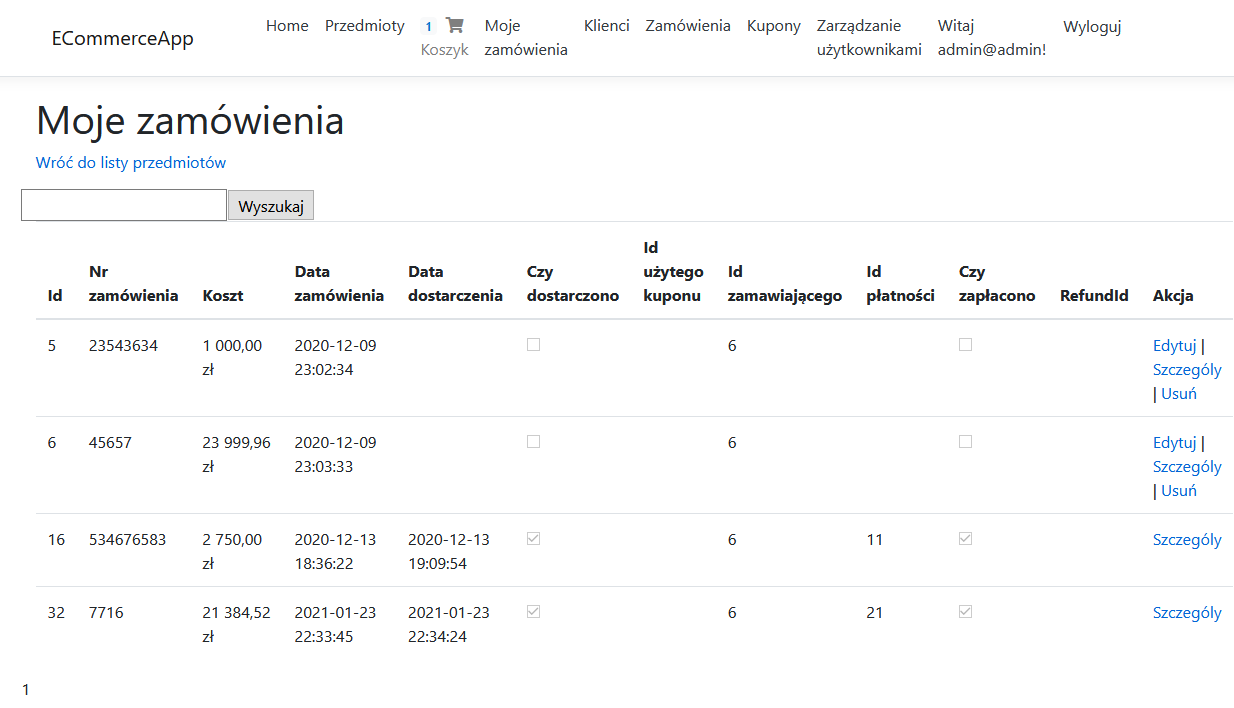 ECommerceApp
Home Przedmioty 1 Koszyk Moje zamówienia Klienci Zamówienia Kupony Zarządzanie użytkownikami Witaj admin@admin! Wyloguj
Moje zamówienia
Wróć do listy przedmiotów
Wyszukaj
Id Nr zamówienia Koszt Data zamówienia Data dostarczenia Czy dostarczono Id użytego kuponu Id zamawiającego Id płatności Czy zapłacono RefundId Akcja
5 23543634 1 000,00 zł 2020-12-09 23:02:34 6 Edytuj | Szczegóły | Usuń
6 45657 23 999,96 zł 2020-12-09 23:03:33 6 Edytuj | Szczegóły | Usuń
16 534676583 2 750,00 zł 2020-12-13 18:36:22 2020-12-13 19:09:54 6 11 Szczegóły
32 7716 21 384,52 zł 2021-01-23 22:33:45 2021-01-23 22:34:24 6 21 Szczegóły
1